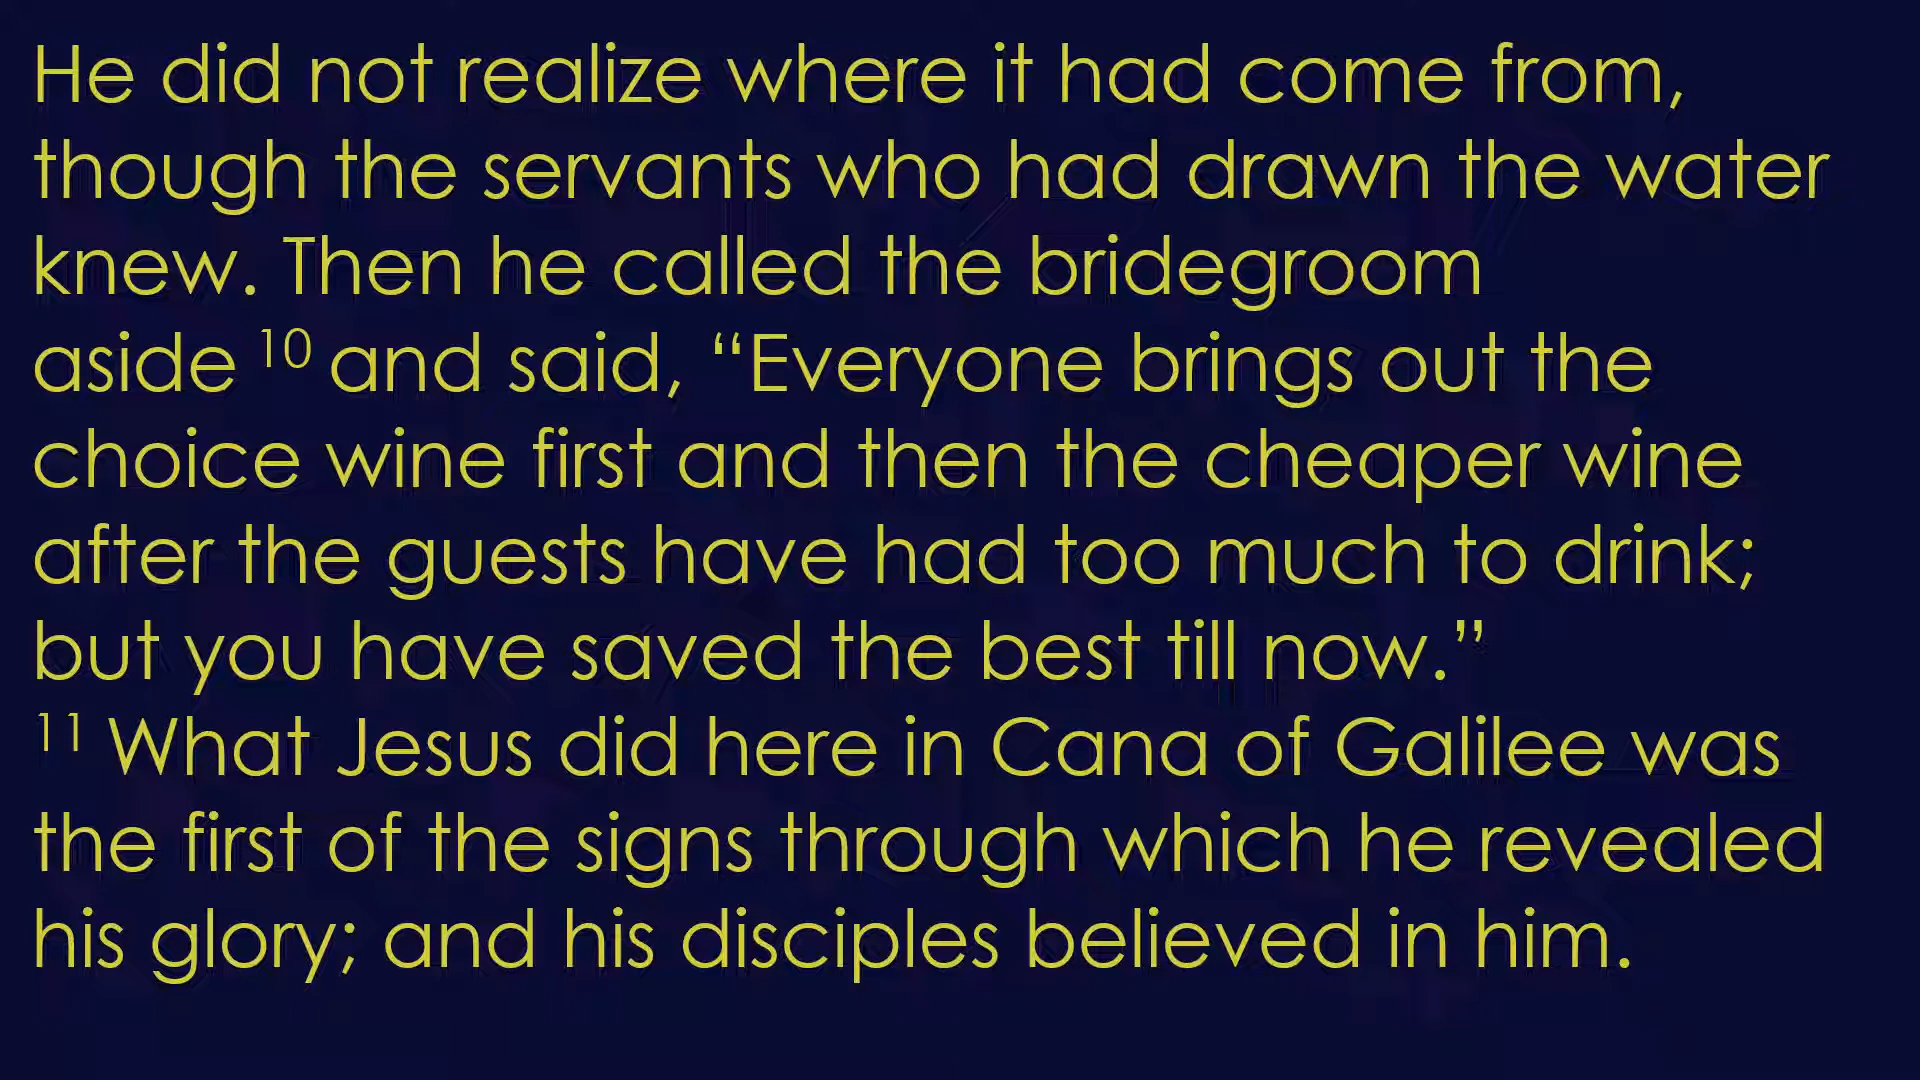 He did not realize where it had come from,
though the servants who had drawn the water
knew. Then he called the bridegroom
aside 10 and said, “Everyone brings out the
choice wine first and then the cheaper wine
after the guests have had too much to drink;
but you have saved the best till now.”
11 What Jesus did here in Cana of Galilee was
the first of the signs through which he revealed
his glory; and his disciples believed in him.